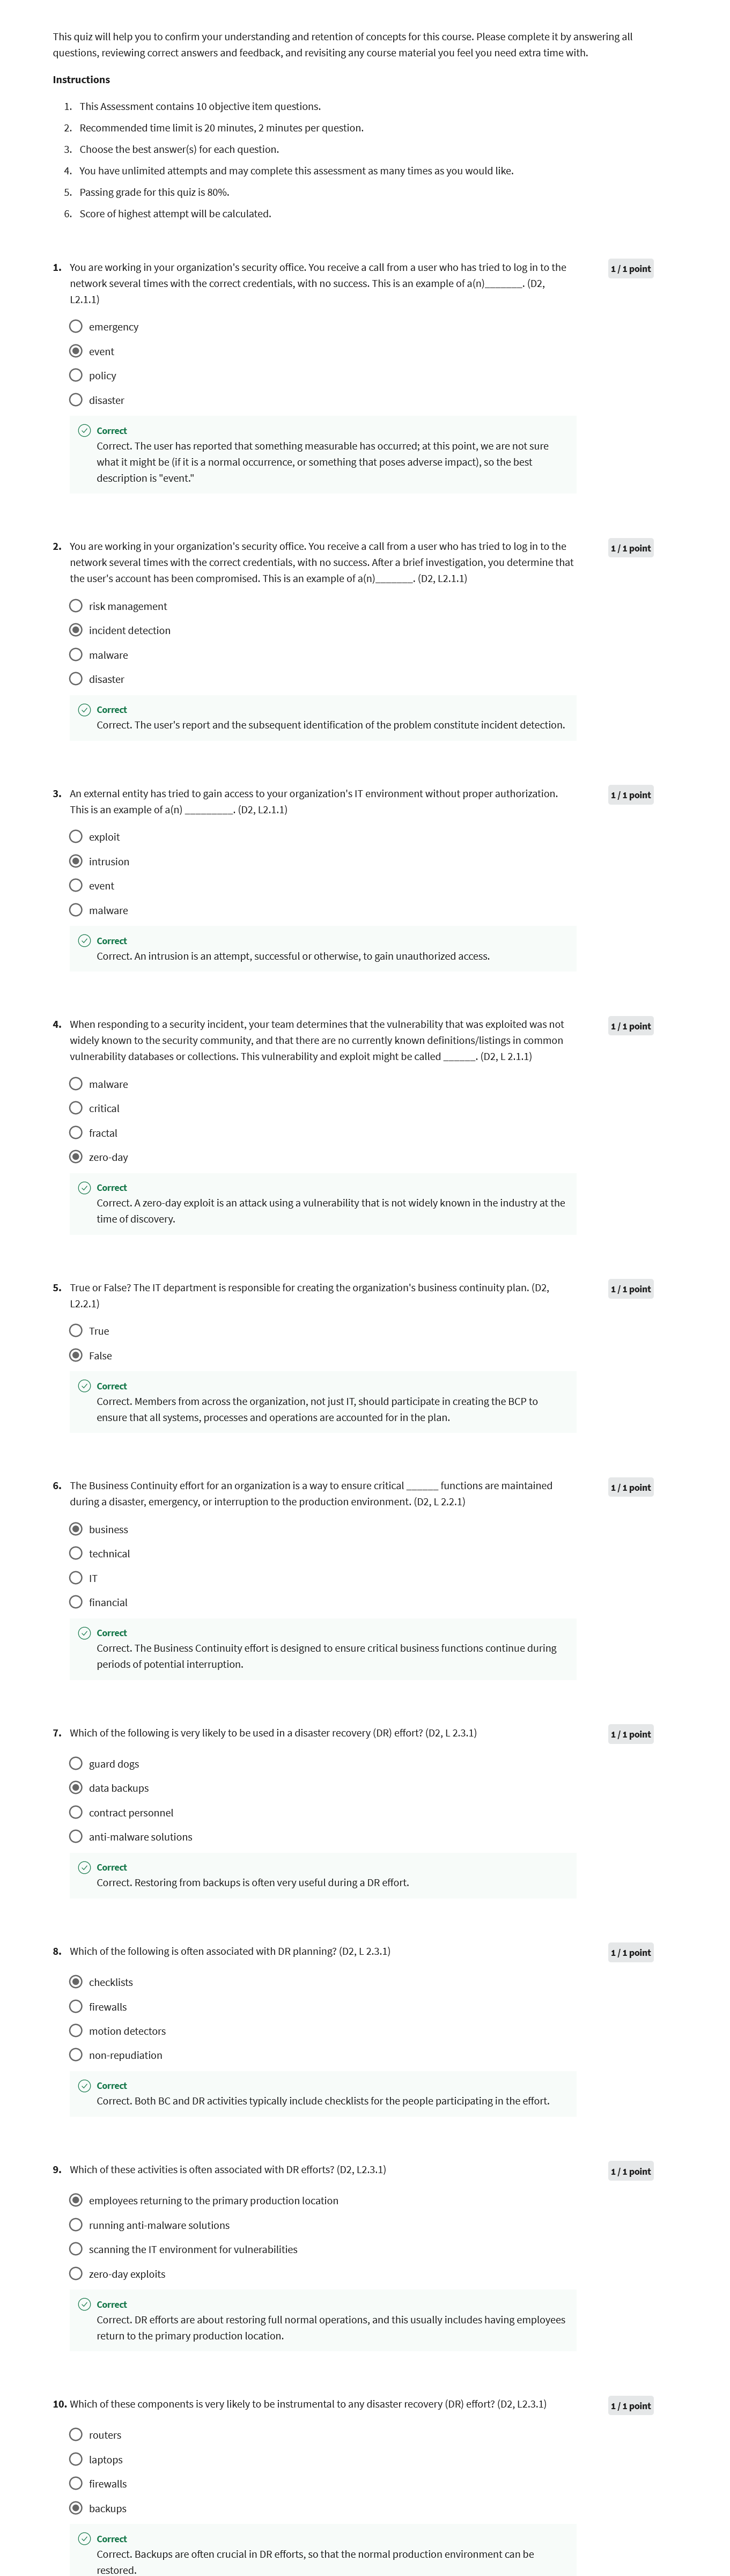 This quiz will help you to confirm your understanding and retention of concepts for this course. Please complete it by answering all
questions, reviewing correct answers and feedback, and revisiting any course material you feel you need extra time with.
Instructions
1. This Assessment contains 10 objective item questions.
2. Recommended time limit is 20 minutes, 2 minutes per question.
3. Choose the best answer(s) for each question.
4. You have unlimited attempts and may complete this assessment as many times as you would like.
5. Passing grade for this quiz is 80%.
6. Score of highest attempt will be calculated.
1. You are working in your organization's security office. You receive a call from a user who has tried to log in to the
1 / 1 point
network several times with the correct credentials, with no success. This is an example of a(n)_______. (D2,
L2.1.1)
emergency
event
policy
disaster
Correct
Correct. The user has reported that something measurable has occurred; at this point, we are not sure
what it might be (if it is a normal occurrence, or something that poses adverse impact), so the best
description is "event."
2. You are working in your organization's security office. You receive a call from a user who has tried to log in to the
1 / 1 point
network several times with the correct credentials, with no success. After a brief investigation, you determine that
the user's account has been compromised. This is an example of a(n)_______. (D2, L2.1.1)
risk management
incident detection
malware
disaster
Correct
Correct. The user's report and the subsequent identification of the problem constitute incident detection.
3. An external entity has tried to gain access to your organization's IT environment without proper authorization.
1 / 1 point
This is an example of a(n) _________. (D2, L2.1.1)
exploit
intrusion
event
malware
Correct
Correct. An intrusion is an attempt, successful or otherwise, to gain unauthorized access.
4. When responding to a security incident, your team determines that the vulnerability that was exploited was not
1 / 1 point
widely known to the security community, and that there are no currently known definitions/listings in common
vulnerability databases or collections. This vulnerability and exploit might be called ______. (D2, L 2.1.1)
malware
critical
fractal
zero-day
Correct
Correct. A zero-day exploit is an attack using a vulnerability that is not widely known in the industry at the
time of discovery.
5. True or False? The IT department is responsible for creating the organization's business continuity plan. (D2,
1 / 1 point
L2.2.1)
True
False
Correct
Correct. Members from across the organization, not just IT, should participate in creating the BCP to
ensure that all systems, processes and operations are accounted for in the plan.
6. The Business Continuity effort for an organization is a way to ensure critical ______ functions are maintained
1 / 1 point
during a disaster, emergency, or interruption to the production environment. (D2, L 2.2.1)
business
technical
IT
financial
Correct
Correct. The Business Continuity effort is designed to ensure critical business functions continue during
periods of potential interruption.
7. Which of the following is very likely to be used in a disaster recovery (DR) effort? (D2, L 2.3.1)
1 / 1 point
guard dogs
data backups
contract personnel
anti-malware solutions
Correct
Correct. Restoring from backups is often very useful during a DR effort.
8. Which of the following is often associated with DR planning? (D2, L 2.3.1)
1 / 1 point
checklists
firewalls
motion detectors
non-repudiation
Correct
Correct. Both BC and DR activities typically include checklists for the people participating in the effort.
9. Which of these activities is often associated with DR efforts? (D2, L2.3.1)
1 / 1 point
employees returning to the primary production location
running anti-malware solutions
scanning the IT environment for vulnerabilities
zero-day exploits
Correct
Correct. DR efforts are about restoring full normal operations, and this usually includes having employees
return to the primary production location.
10. Which of these components is very likely to be instrumental to any disaster recovery (DR) effort? (D2, L2.3.1)
1 / 1 point
routers
laptops
firewalls
backups
Correct
Correct. Backups are often crucial in DR efforts, so that the normal production environment can be
restored.